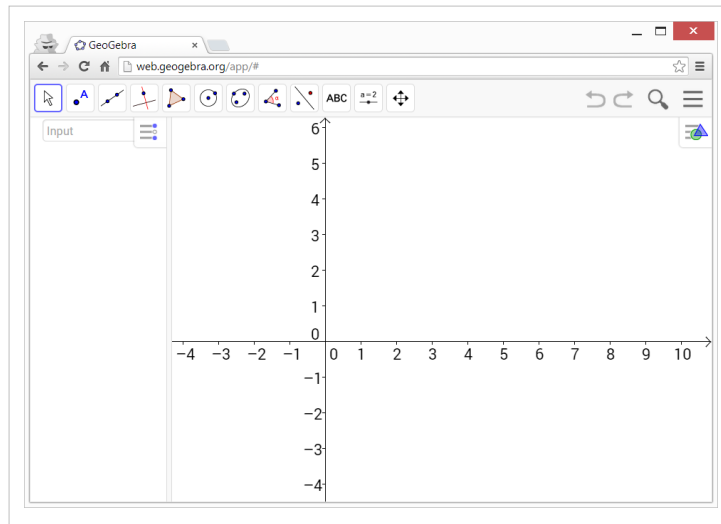 GeoGebra ×
web.geogebra.org/app/#
A α ABC a=2
Input
6
5
4
3
2
1
0
−4 −3 −2 −1 0 1 2 3 4 5 6 7 8 9 10
−1
−2
−3
−4